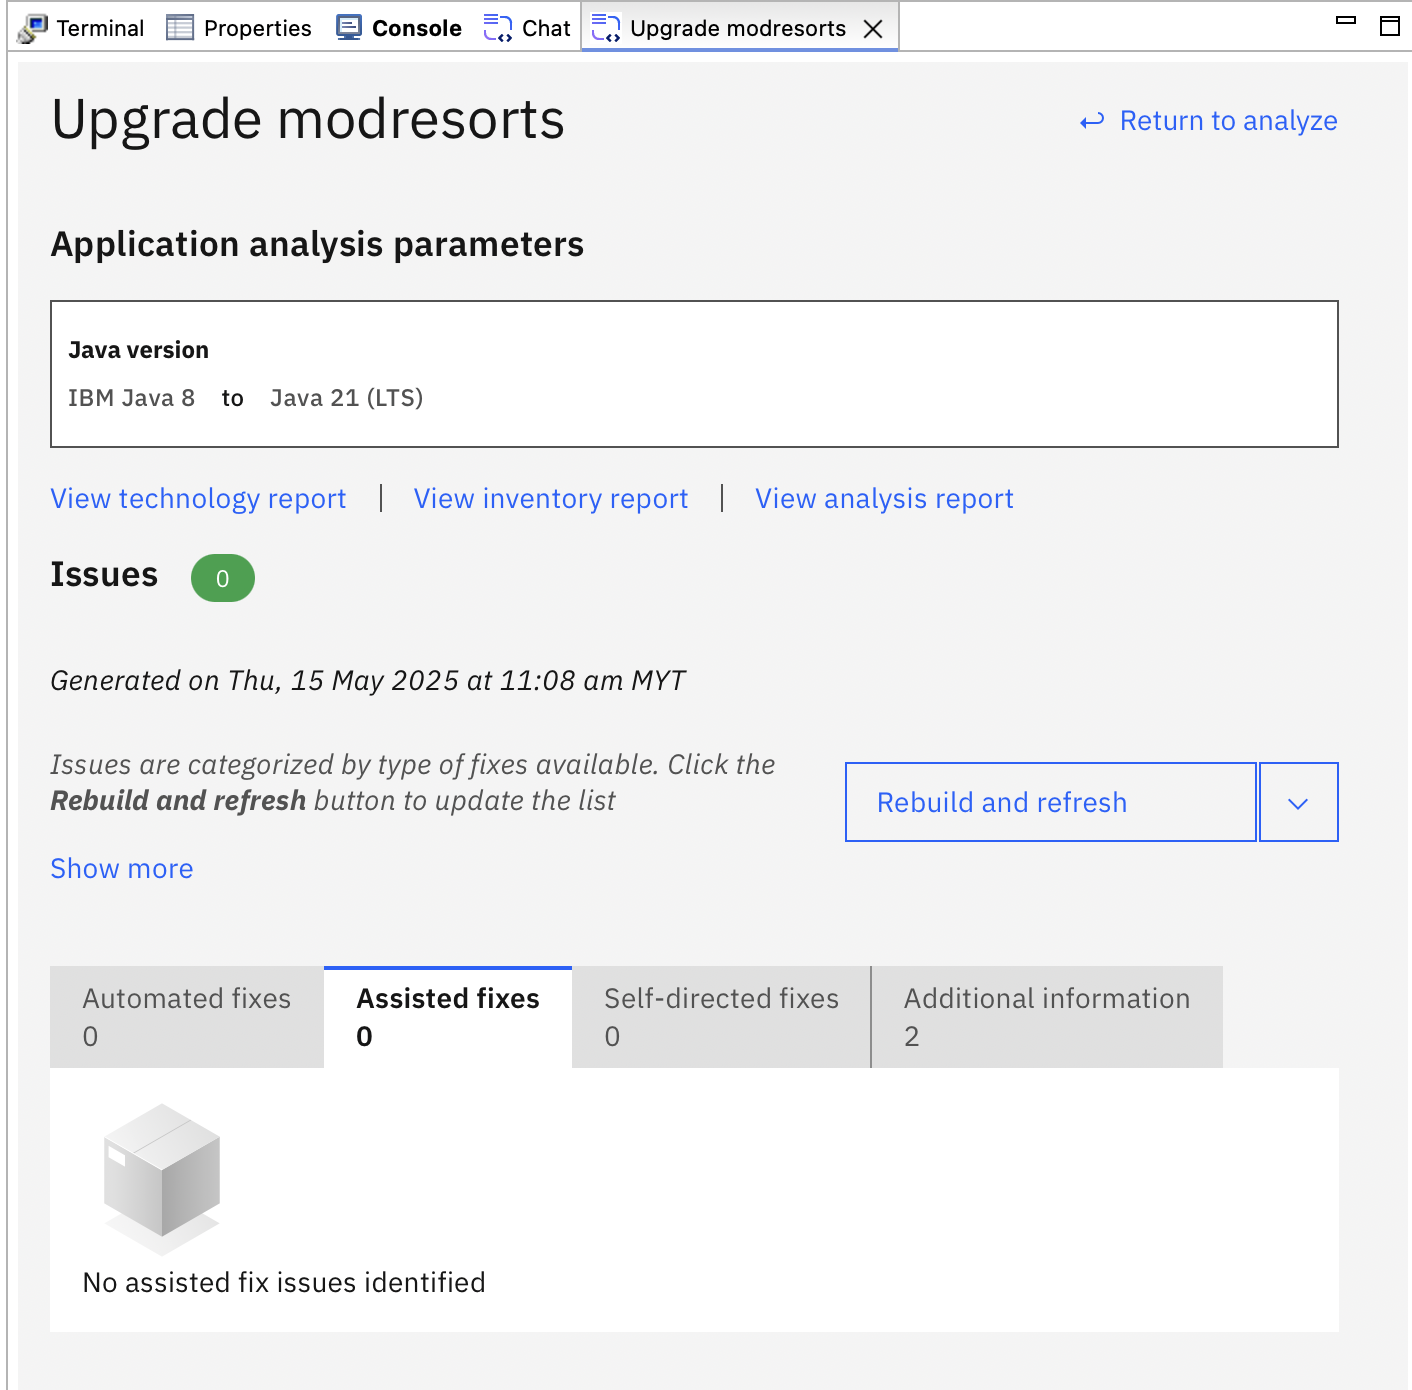 Terminal Properties Console Chat Upgrade modresorts
Upgrade modresorts
Return to analyze
Application analysis parameters
Java version
IBM Java 8 to Java 21 (LTS)
View technology report | View inventory report | View analysis report
Issues 0
Generated on Thu, 15 May 2025 at 11:08 am MYT
Issues are categorized by type of fixes available. Click the
Rebuild and refresh button to update the list
Rebuild and refresh
Show more
Automated fixes
0
Assisted fixes
0
Self-directed fixes
0
Additional information
2
No assisted fix issues identified